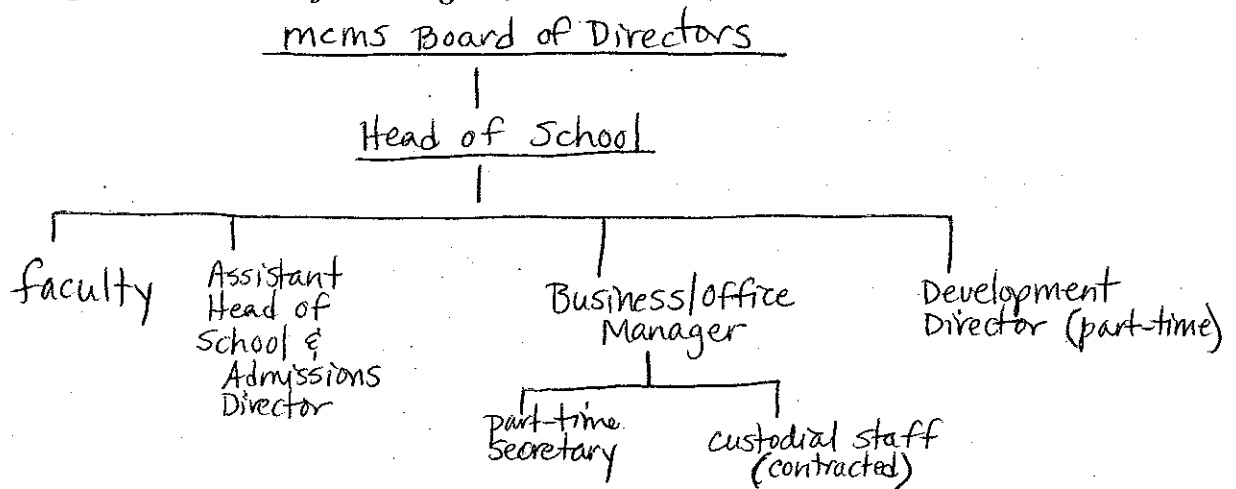 mcms Board of Directors
Head of School
faculty
Assistant
Head of
School &
Admissions
Director
Business/Office
Manager
Development
Director (part-time)
part-time
Secretary
custodial staff
(contracted)